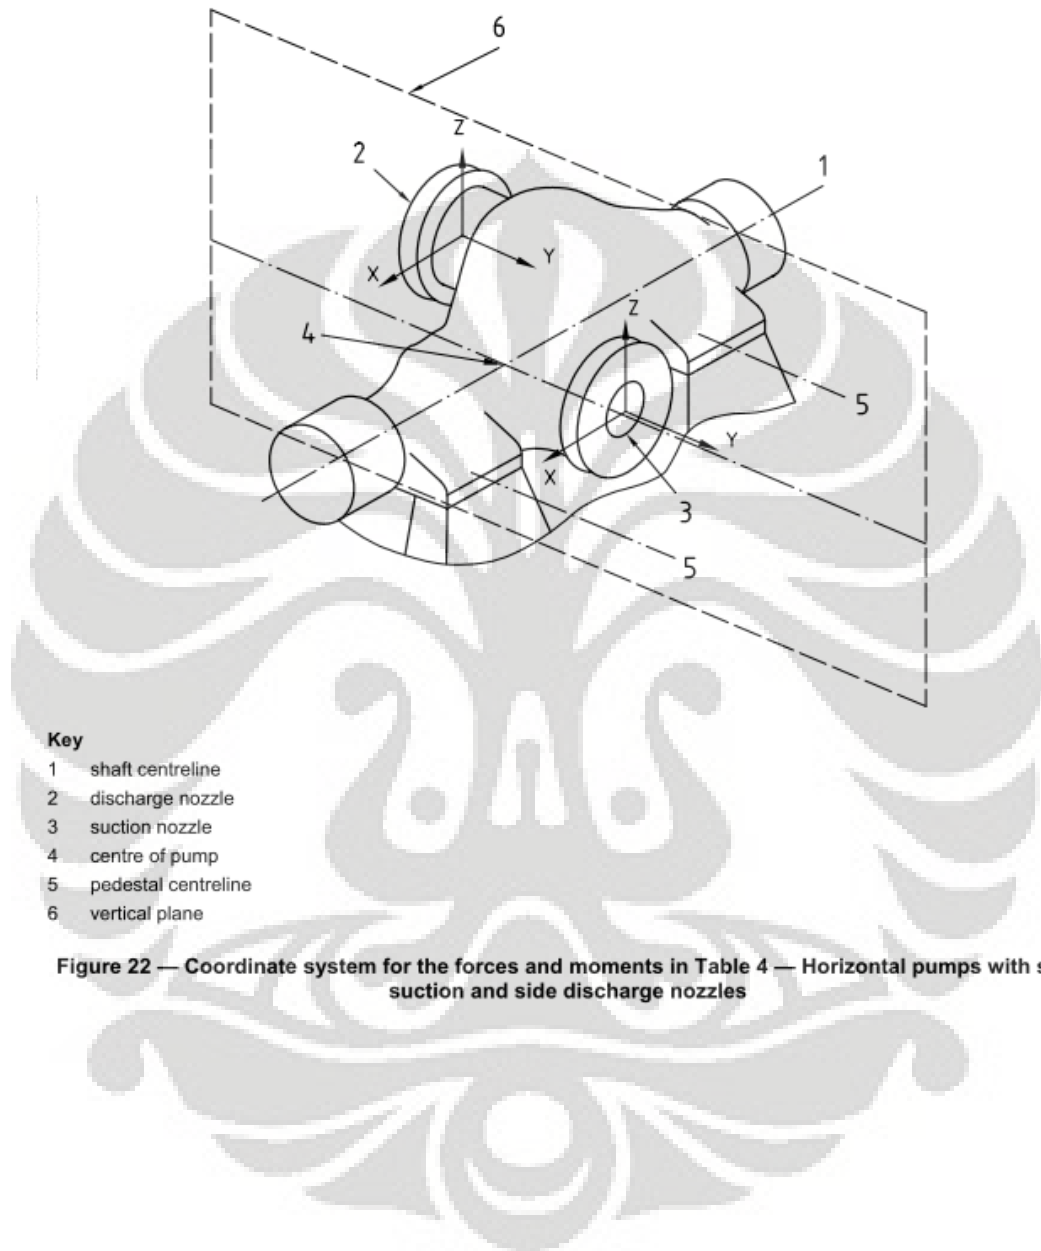 6
Z
2
1
X
Y
Z
4
5
Y
X
3
5
Key
1 shaft centreline
2 discharge nozzle
3 suction nozzle
4 centre of pump
5 pedestal centreline
6 vertical plane
Figure 22 — Coordinate system for the forces and moments in Table 4 — Horizontal pumps with
suction and side discharge nozzles